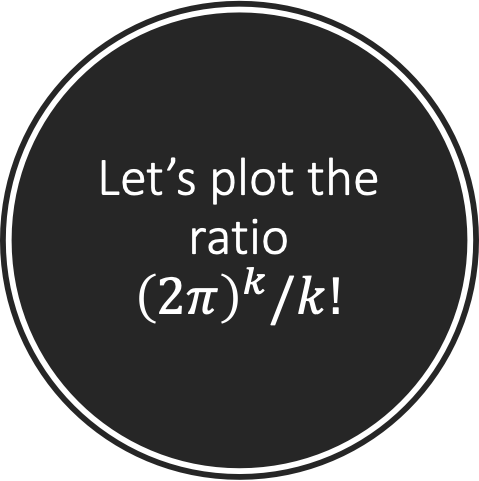 Let’s plot the
ratio
(2π)^k/k!